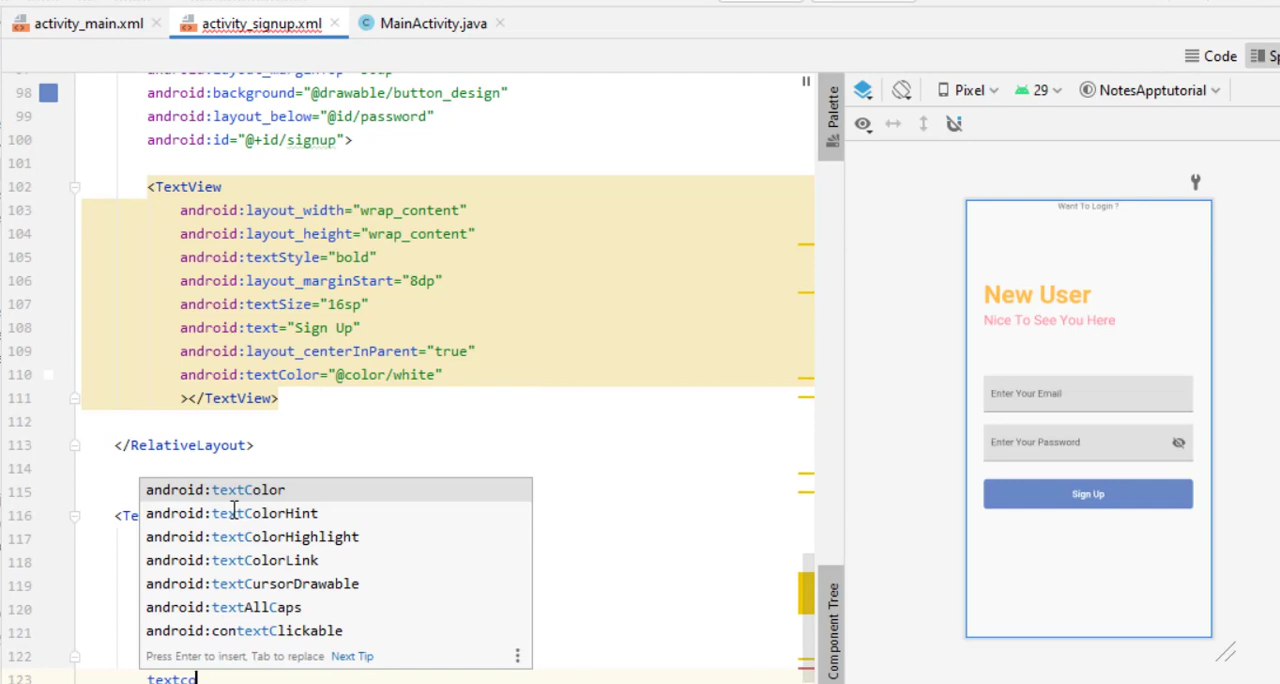 activity_main.xml
activity_signup.xml
MainActivity.java
Code
98 android:background="@drawable/button_design"
99 android:layout_below="@id/password"
100 android:id="@+id/signup">
101
102 <TextView
103 android:layout_width="wrap_content"
104 android:layout_height="wrap_content"
105 android:textStyle="bold"
106 android:layout_marginStart="8dp"
107 android:textSize="16sp"
108 android:text="Sign Up"
109 android:layout_centerInParent="true"
110 android:textColor="@color/white"
111 ></TextView>
112
113 </RelativeLayout>
114
115
116 <Te
117
118
119
120
121
122
123 textco
android:textColor
android:textColorHint
android:textColorHighlight
android:textColorLink
android:textCursorDrawable
android:textAllCaps
android:contextClickable
Press Enter to insert, Tab to replace Next Tip
Palette
Component Tree
Pixel
29
NotesApptutorial
Want To Login ?
New User
Nice To See You Here
Enter Your Email
Enter Your Password
Sign Up